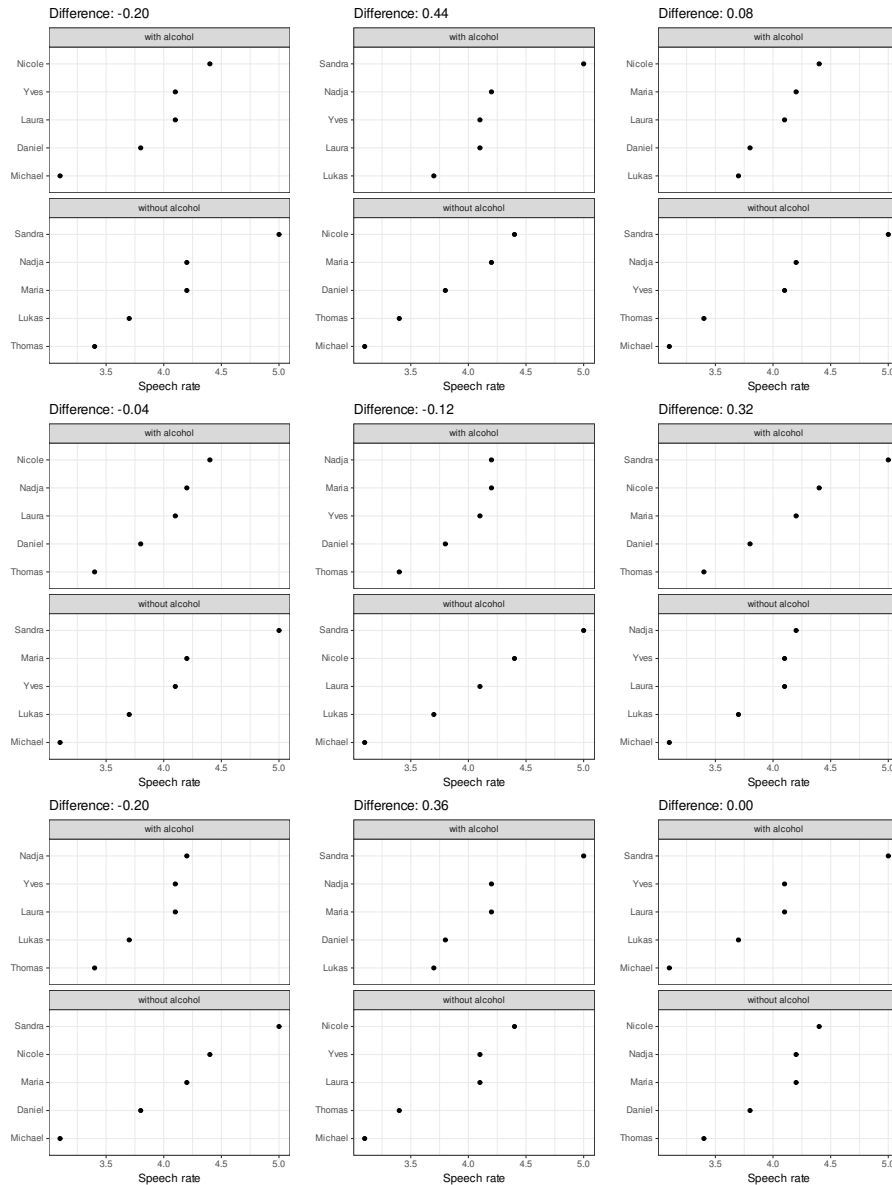 Difference: -0.20
with alcohol
Nicole
Yves
Laura
Daniel
Michael
without alcohol
Sandra
Nadja
Maria
Lukas
Thomas
3.5 4.0 4.5 5.0
Speech rate
Difference: 0.44
with alcohol
Sandra
Nadja
Yves
Laura
Lukas
without alcohol
Nicole
Maria
Daniel
Thomas
Michael
3.5 4.0 4.5 5.0
Speech rate
Difference: 0.08
with alcohol
Nicole
Maria
Laura
Daniel
Lukas
without alcohol
Sandra
Nadja
Yves
Thomas
Michael
3.5 4.0 4.5 5.0
Speech rate
Difference: -0.04
with alcohol
Nicole
Nadja
Laura
Daniel
Thomas
without alcohol
Sandra
Maria
Yves
Lukas
Michael
3.5 4.0 4.5 5.0
Speech rate
Difference: -0.12
with alcohol
Nadja
Maria
Yves
Daniel
Thomas
without alcohol
Sandra
Nicole
Laura
Lukas
Michael
3.5 4.0 4.5 5.0
Speech rate
Difference: 0.32
with alcohol
Sandra
Nicole
Maria
Daniel
Thomas
without alcohol
Nadja
Yves
Laura
Lukas
Michael
3.5 4.0 4.5 5.0
Speech rate
Difference: -0.20
with alcohol
Nadja
Yves
Laura
Lukas
Thomas
without alcohol
Sandra
Nicole
Maria
Daniel
Michael
3.5 4.0 4.5 5.0
Speech rate
Difference: 0.36
with alcohol
Sandra
Nadja
Maria
Daniel
Lukas
without alcohol
Nicole
Yves
Laura
Thomas
Michael
3.5 4.0 4.5 5.0
Speech rate
Difference: 0.00
with alcohol
Sandra
Yves
Laura
Lukas
Michael
without alcohol
Nicole
Nadja
Maria
Daniel
Thomas
3.5 4.0 4.5 5.0
Speech rate